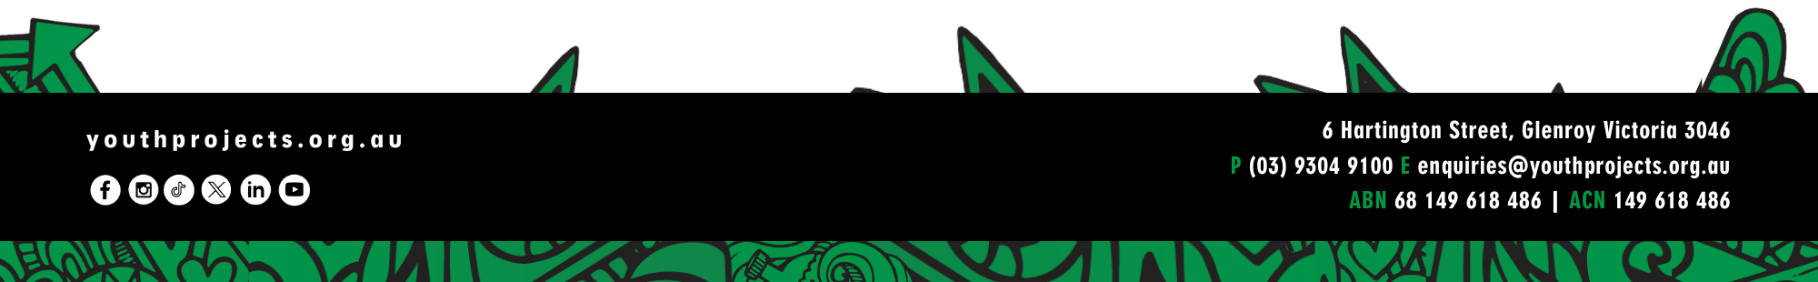 youthprojects.org.au
6 Hartington Street, Glenroy Victoria 3046
P (03) 9304 9100 E enquiries@youthprojects.org.au
ABN 68 149 618 486 | ACN 149 618 486